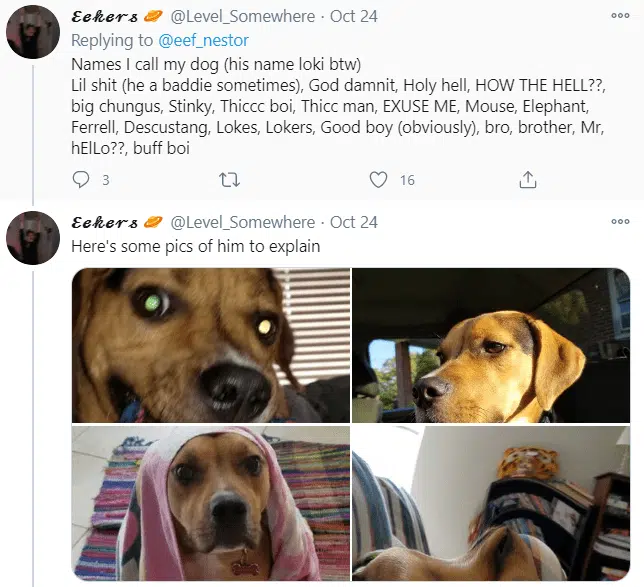 𝓔𝓮𝓴𝓮𝓻𝓼 🪐 @Level_Somewhere · Oct 24
Replying to @eef_nestor
Names I call my dog (his name loki btw)
Lil shit (he a baddie sometimes), God damnit, Holy hell, HOW THE HELL??,
big chungus, Stinky, Thiccc boi, Thicc man, EXUSE ME, Mouse, Elephant,
Ferrell, Descustang, Lokes, Lokers, Good boy (obviously), bro, brother, Mr,
hElLo??, buff boi
3 16
𝓔𝓮𝓴𝓮𝓻𝓼 🪐 @Level_Somewhere · Oct 24
Here's some pics of him to explain